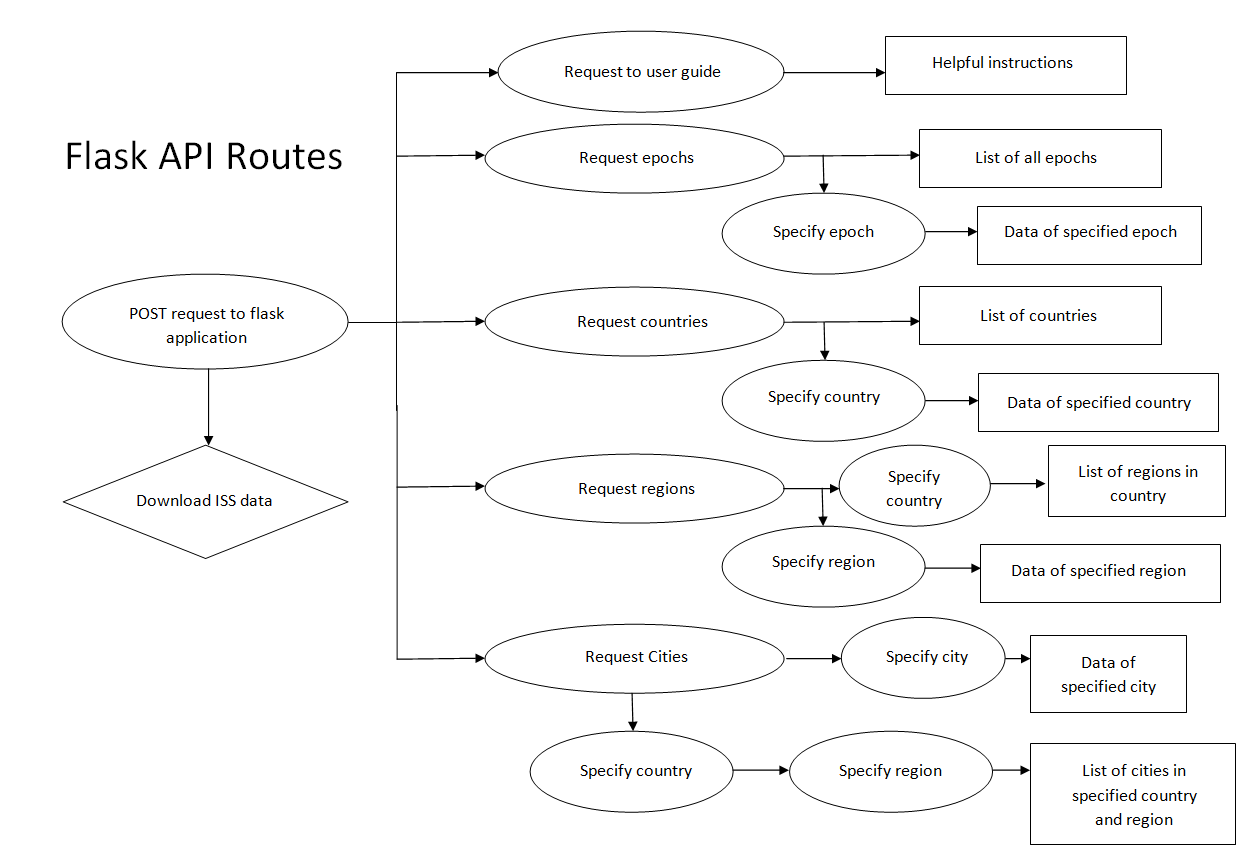 Flask API Routes
POST request to flask
application
Download ISS data
Request to user guide
Helpful instructions
Request epochs
List of all epochs
Specify epoch
Data of specified epoch
Request countries
List of countries
Specify country
Data of specified country
Request regions
Specify
country
List of regions in
country
Specify region
Data of specified region
Request Cities
Specify city
Data of
specified city
Specify country
Specify region
List of cities in
specified country
and region